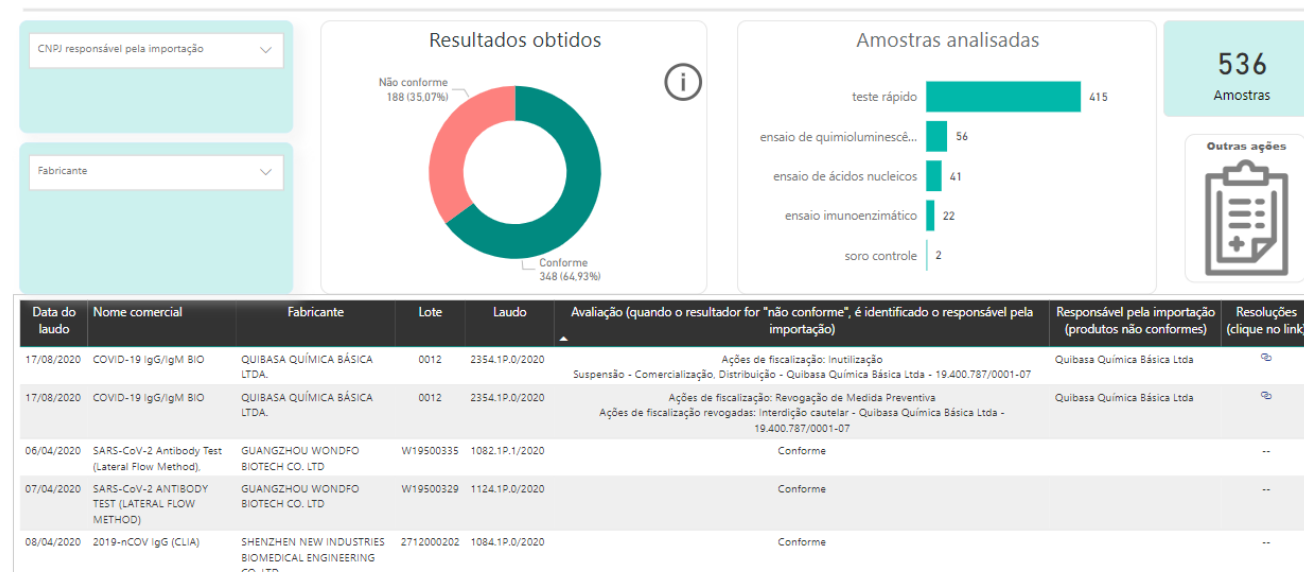 CNPJ responsável pela importação
Fabricante
Resultados obtidos
Não conforme
188 (35,07%)
i
Conforme
348 (64,93%)
Amostras analisadas
teste rápido 415
ensaio de quimioluminescê... 56
ensaio de ácidos nucleicos 41
ensaio imunoenzimático 22
soro controle 2
536
Amostras
Outras ações
Data do laudo Nome comercial Fabricante Lote Laudo Avaliação (quando o resultador for "não conforme", é identificado o responsável pela importação) Responsável pela importação (produtos não conformes) Resoluções (clique no link)
17/08/2020 COVID-19 IgG/IgM BIO QUIBASA QUÍMICA BÁSICA LTDA. 0012 2354.1P.0/2020 Ações de fiscalização: Inutilização
Suspensão - Comercialização, Distribuição - Quibasa Química Básica Ltda - 19.400.787/0001-07 Quibasa Química Básica Ltda
17/08/2020 COVID-19 IgG/IgM BIO QUIBASA QUÍMICA BÁSICA LTDA. 0012 2354.1P.0/2020 Ações de fiscalização: Revogação de Medida Preventiva
Ações de fiscalização revogadas: Interdição cautelar - Quibasa Química Básica Ltda -
19.400.787/0001-07 Quibasa Química Básica Ltda
06/04/2020 SARS-CoV-2 Antibody Test (Lateral Flow Method), GUANGZHOU WONDFO BIOTECH CO. LTD W19500335 1082.1P.1/2020 Conforme --
07/04/2020 SARS-CoV-2 ANTIBODY TEST (LATERAL FLOW METHOD) GUANGZHOU WONDFO BIOTECH CO. LTD W19500329 1124.1P.0/2020 Conforme --
08/04/2020 2019-nCOV IgG (CLIA) SHENZHEN NEW INDUSTRIES BIOMEDICAL ENGINEERING 2712000202 1084.1P.0/2020 Conforme --